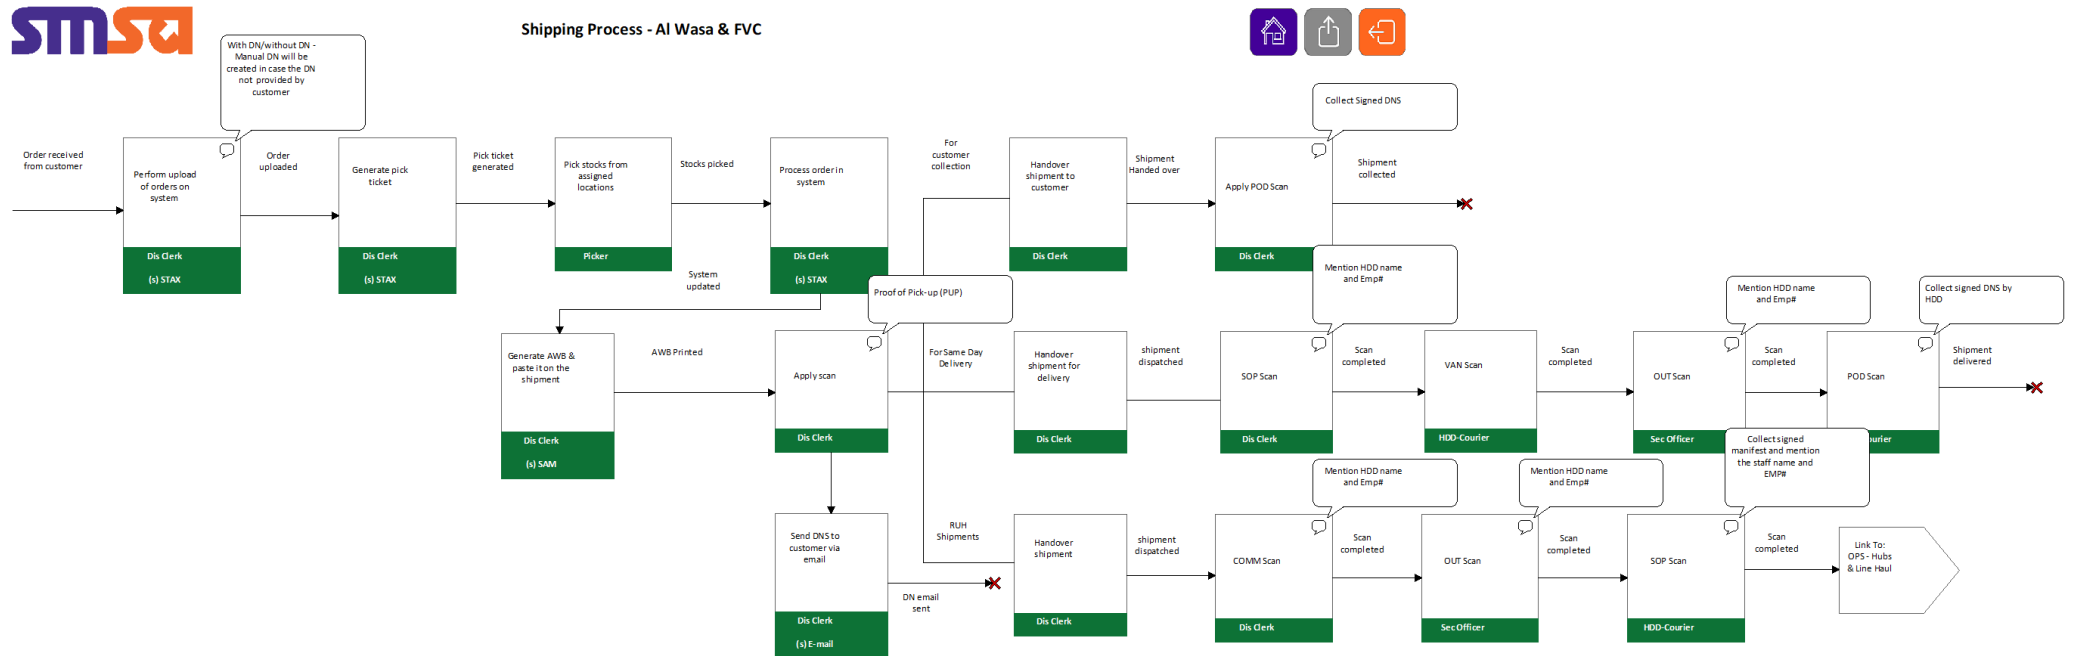 smsa
Shipping Process - Al Wasa & FVC
With DN/without DN -
Manual DN will be
created in case the DN
not provided by
customer
Collect Signed DNS
Order received
from customer
Perform upload
of orders on
system
Dis Clerk
(s) STAX
Order
uploaded
Generate pick
ticket
Dis Clerk
(s) STAX
Pick ticket
generated
Pick stocks from
assigned
locations
Picker
Stocks picked
Process order in
system
Dis Clerk
(s) STAX
For
customer
collection
Handover
shipment to
customer
Dis Clerk
Shipment
Handed over
Apply POD Scan
Dis Clerk
Shipment
collected
System
updated
Generate AWB &
paste it on the
shipment
Dis Clerk
(s) SAM
AWB Printed
Proof of Pick-up (PUP)
Apply scan
Dis Clerk
For Same Day
Delivery
Handover
shipment for
delivery
Dis Clerk
shipment
dispatched
Mention HDD name
and Emp#
SOP Scan
Dis Clerk
Scan
completed
VAN Scan
HDD-Courier
Scan
completed
Mention HDD name
and Emp#
OUT Scan
Sec Officer
Scan
completed
Collect signed DNS by
HDD
POD Scan
urier
Shipment
delivered
Send DNS to
customer via
email
Dis Clerk
(s) E-mail
DN email
sent
RUH
Shipments
Handover
shipment
Dis Clerk
shipment
dispatched
Mention HDD name
and Emp#
COMM Scan
Dis Clerk
Scan
completed
Mention HDD name
and Emp#
OUT Scan
Sec Officer
Scan
completed
Collect signed
manifest and mention
the staff name and
EMP#
SOP Scan
HDD-Courier
Scan
completed
Link To:
OPS - Hubs
& Line Haul